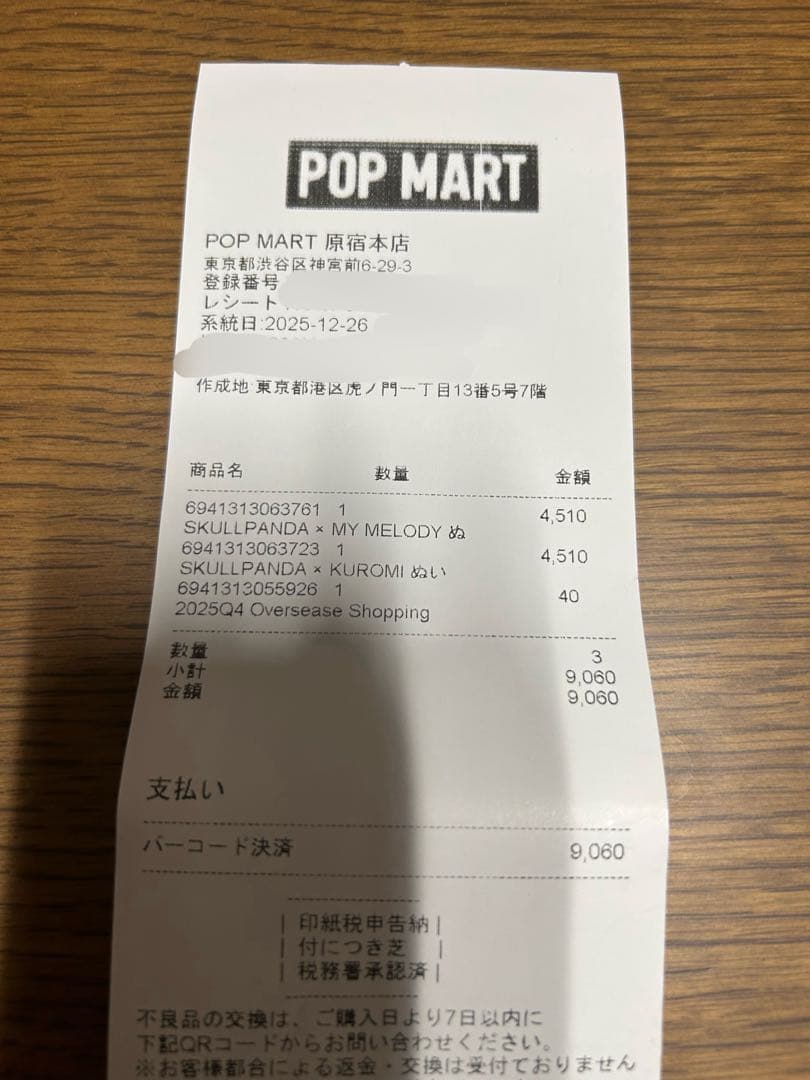 POP MART
POP MART 原宿本店
東京都渋谷区神宮前6-29-3
登録番号
レシート
系統日:2025-12-26
作成地:東京都港区虎ノ門一丁目13番5号7階
商品名 数量 金額
6941313063761 1 4,510
SKULLPANDA × MY MELODY ぬ
6941313063723 1 4,510
SKULLPANDA × KUROMI ぬい
6941313055926 1 40
2025Q4 Oversease Shopping
数量 3
小計 9,060
金額 9,060
支払い
バーコード決済 9,060
印紙税申告納
付につき芝
税務署承認済
不良品の交換は、ご購入日より7日以内に
下記QRコードからお問い合わせください。
※お客様都合による返金・交換は受付ておりません